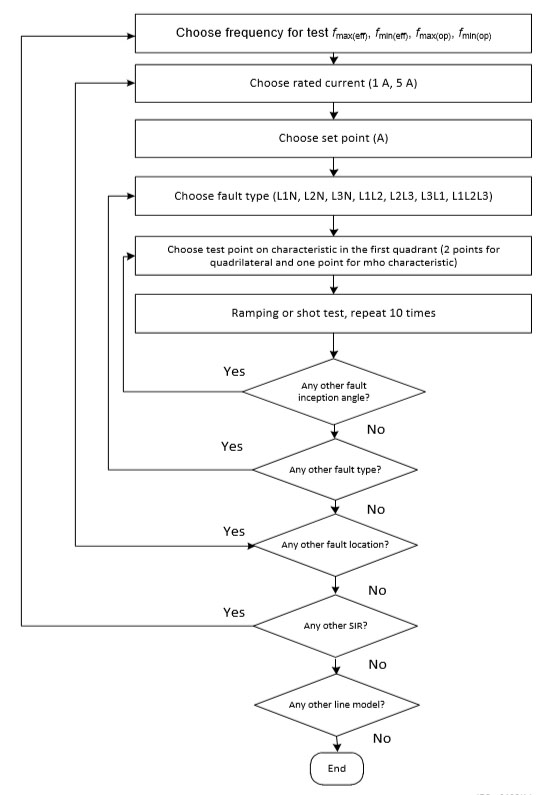 Choose frequency for test fmax(eff), fmin(eff), fmax(op), fmin(op)
Choose rated current (1 A, 5 A)
Choose set point (A)
Choose fault type (L1N, L2N, L3N, L1L2, L2L3, L3L1, L1L2L3)
Choose test point on characteristic in the first quadrant (2 points for
quadrilateral and one point for mho characteristic)
Ramping or shot test, repeat 10 times
Yes
Any other fault
inception angle?
No
Yes
Any other fault type?
No
Yes
Any other fault location?
No
Yes
Any other SIR?
No
Any other line model?
No
End